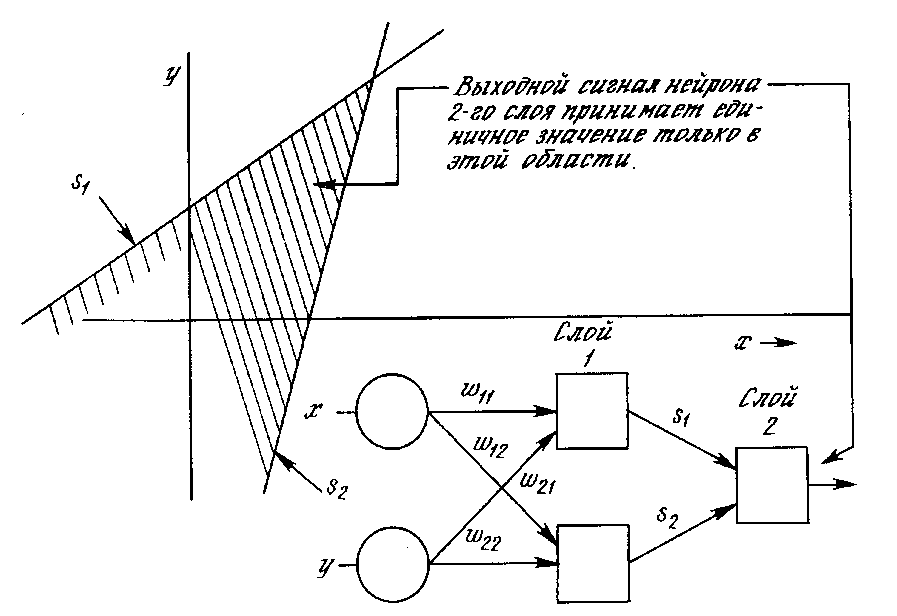 y
Выходной сигнал нейрона
2-го слоя принимает еди-
ничное значение только в
этой области.
s1
x
Слой
1
Слой
2
x
w11
w12
s1
s2
w21
w22
s2
y